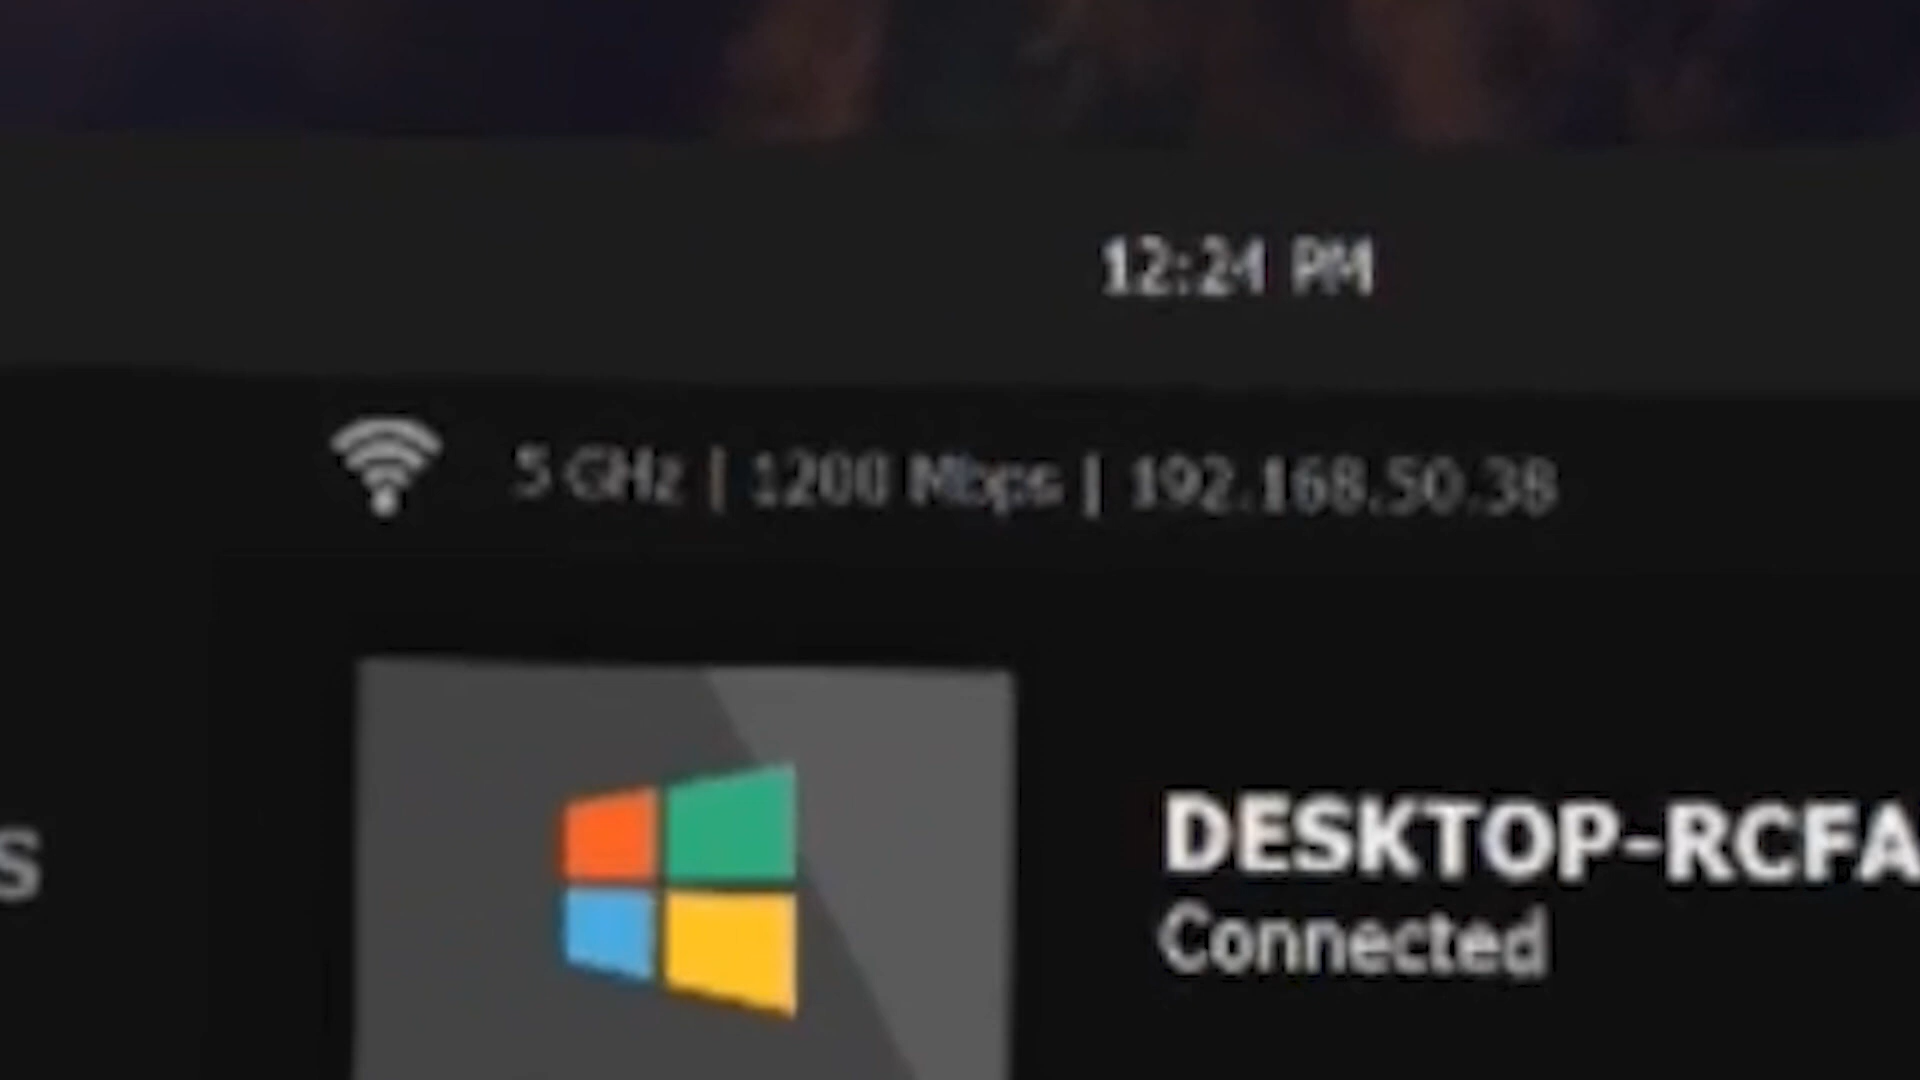 12:24 PM
5 GHz | 1200 Mbps | 192.168.50.38
S
DESKTOP-RCFA
Connected